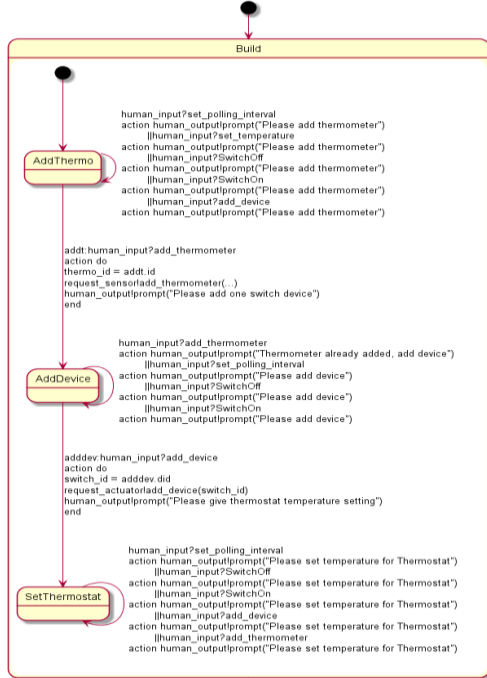 Build
human_input?set_polling_interval
action human_output!prompt("Please add thermometer")
||human_input?set_temperature
action human_output!prompt("Please add thermometer")
||human_input?SwitchOff
action human_output!prompt("Please add thermometer")
||human_input?SwitchOn
action human_output!prompt("Please add thermometer")
||human_input?add_device
action human_output!prompt("Please add thermometer")
AddThermo
addt:human_input?add_thermometer
action do
thermo_id = addt.id
request_sensor!add_thermometer(...)
human_output!prompt("Please add one switch device")
end
human_input?add_thermometer
action human_output!prompt("Thermometer already added, add device")
||human_input?set_polling_interval
action human_output!prompt("Please add device")
||human_input?SwitchOff
action human_output!prompt("Please add device")
||human_input?SwitchOn
action human_output!prompt("Please add device")
AddDevice
adddev:human_input?add_device
action do
switch_id = adddev.did
request_actuator!add_device(switch_id)
human_output!prompt("Please give thermostat temperature setting")
end
human_input?set_polling_interval
action human_output!prompt("Please set temperature for Thermostat")
||human_input?SwitchOff
action human_output!prompt("Please set temperature for Thermostat")
||human_input?SwitchOn
action human_output!prompt("Please set temperature for Thermostat")
||human_input?add_device
action human_output!prompt("Please set temperature for Thermostat")
||human_input?add_thermometer
action human_output!prompt("Please set temperature for Thermostat")
SetThermostat